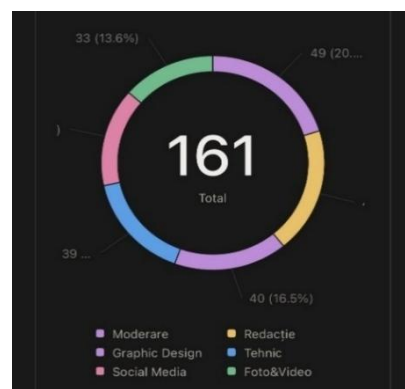 33 (13.6%)
49 (20....
)
161
Total
39 ...
40 (16.5%)
Moderare
Redacție
Graphic Design
Tehnic
Social Media
Foto&Video